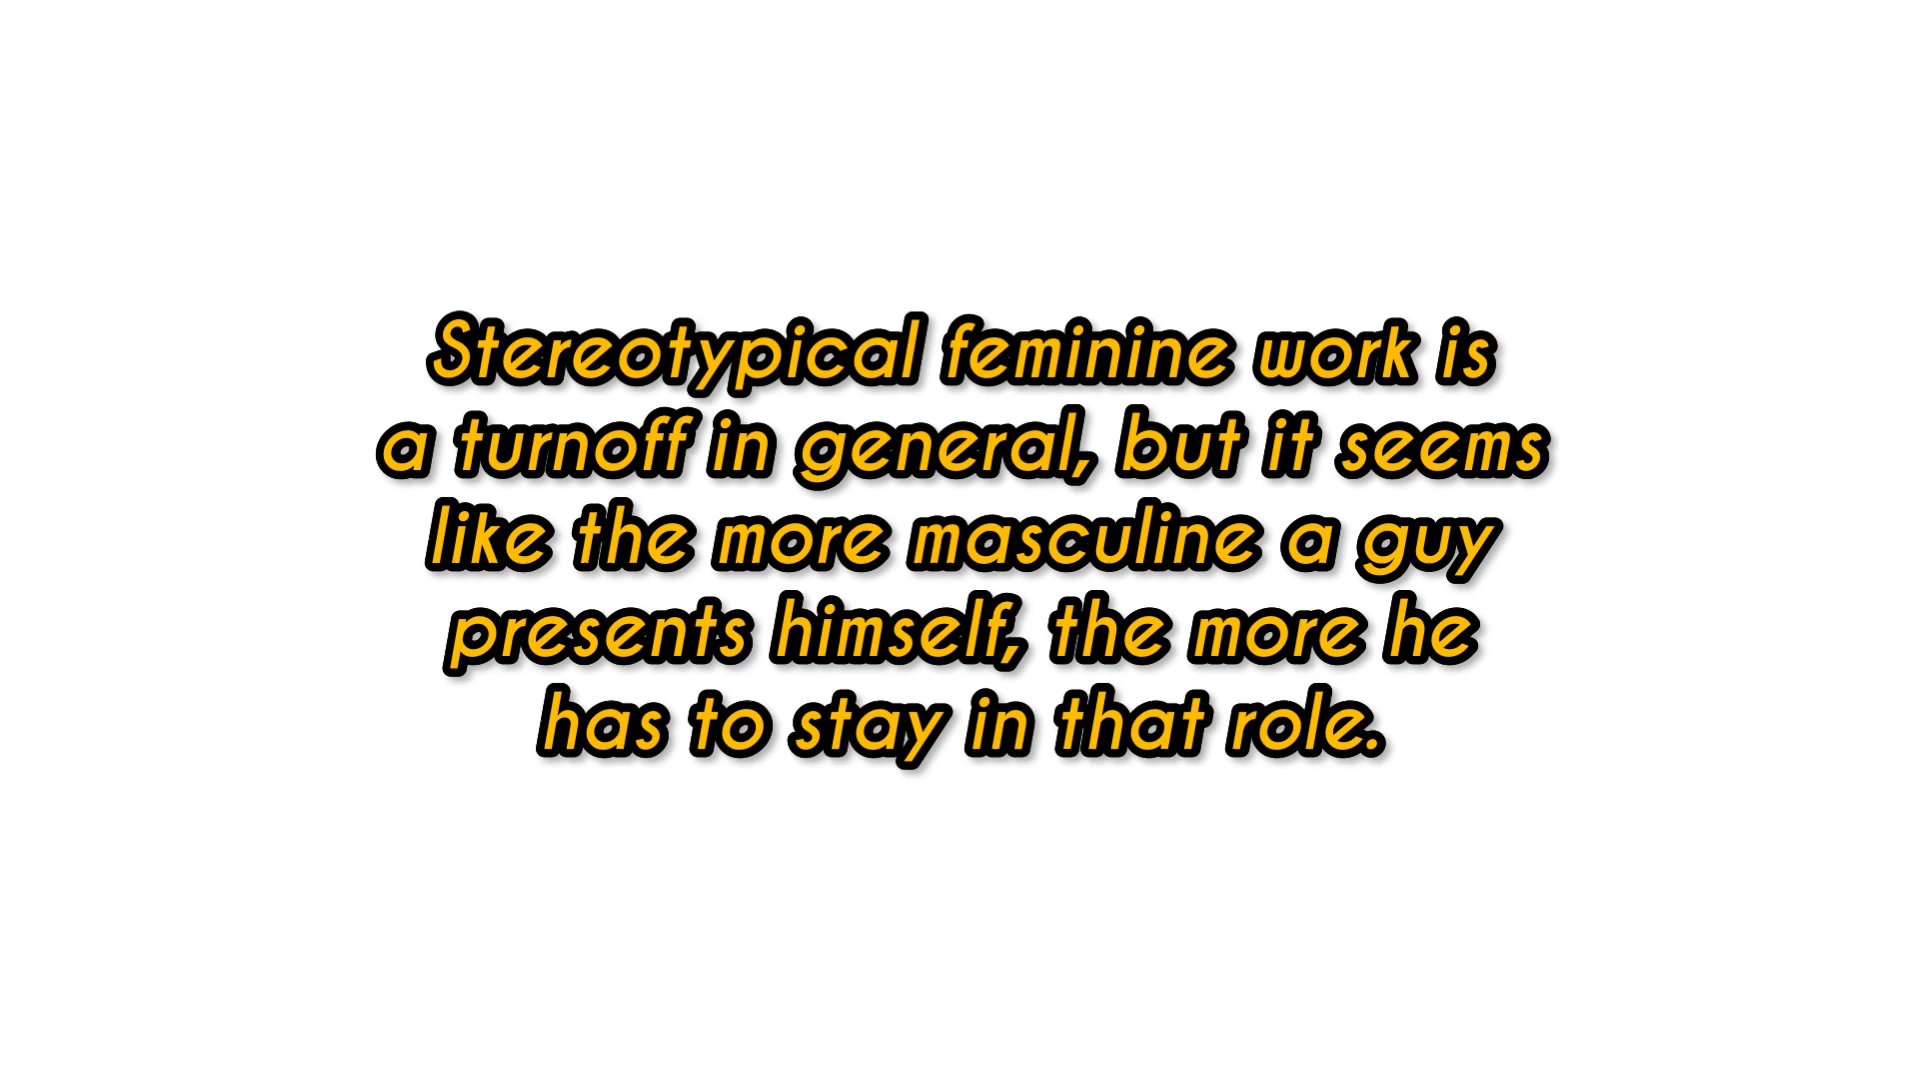 Stereotypical feminine work is
a turnoff in general, but it seems
like the more masculine a guy
presents himself, the more he
has to stay in that role.